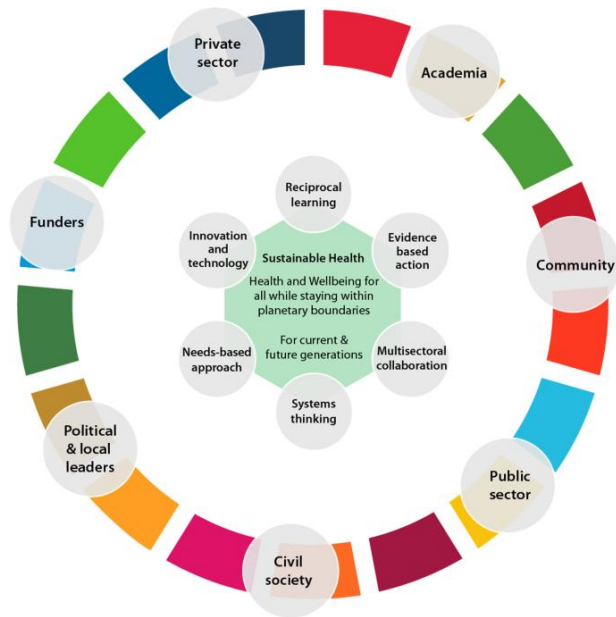 Private
sector
Academia
Funders
Community
Political
& local
leaders
Public
sector
Civil
society
Reciprocal
learning
Innovation
and
technology
Evidence
based
action
Sustainable Health
Health and Wellbeing for
all while staying within
planetary boundaries
For current &
future generations
Needs-based
approach
Multisectoral
collaboration
Systems
thinking